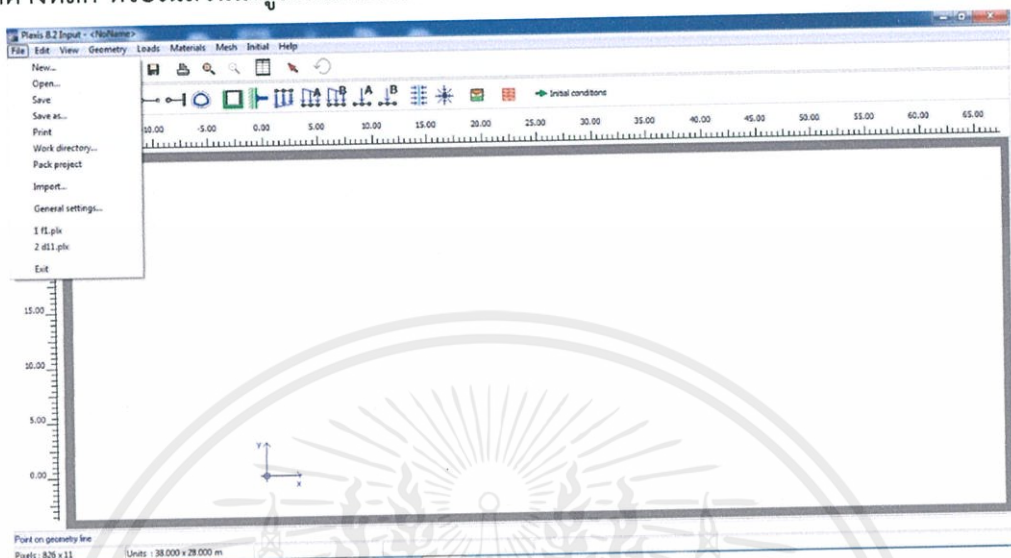 Plaxis 8.2 Input - <NoName>
File Edit View Geometry Loads Materials Mesh Initial Help
New...
Open...
Save
Save as...
Print
Work directory...
Pack project
Import...
General settings...
1 f1.plx
2 d11.plx
Exit
A B A B Initial conditions
-10.00 -5.00 0.00 5.00 10.00 15.00 20.00 25.00 30.00 35.00 40.00 45.00 50.00 55.00 60.00 65.00
15.00
10.00
5.00
0.00
Y
x
Point on geometry line
Pixels : 826 x 11 Units : 38.000 x 28.000 m